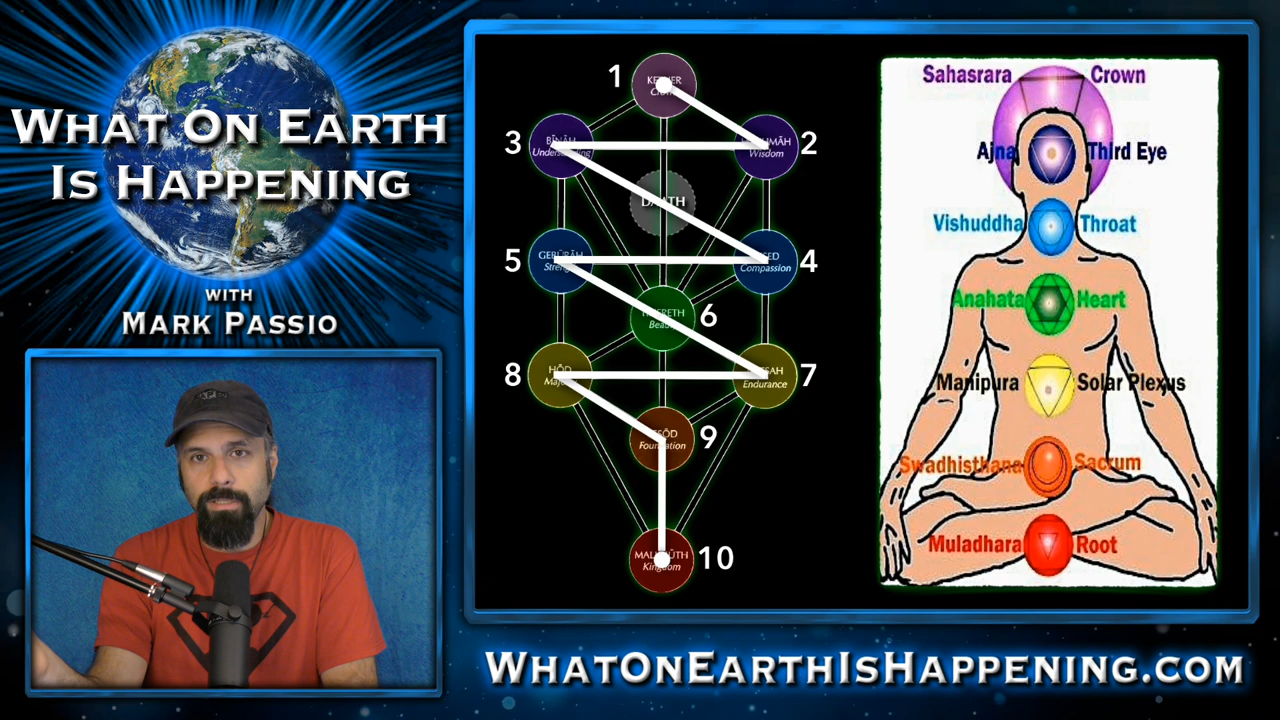 What On Earth
Is Happening
with
Mark Passio
1
3
2
Wisdom
5
4
Compassion
6
8
7
Endurance
9
10
Kingdom
Sahasrara Crown
Ajna Third Eye
Vishuddha Throat
Anahata Heart
Manipura Solar Plexus
Swadhisthana Sacrum
Muladhara Root
WhatOnEarthIsHappening.com